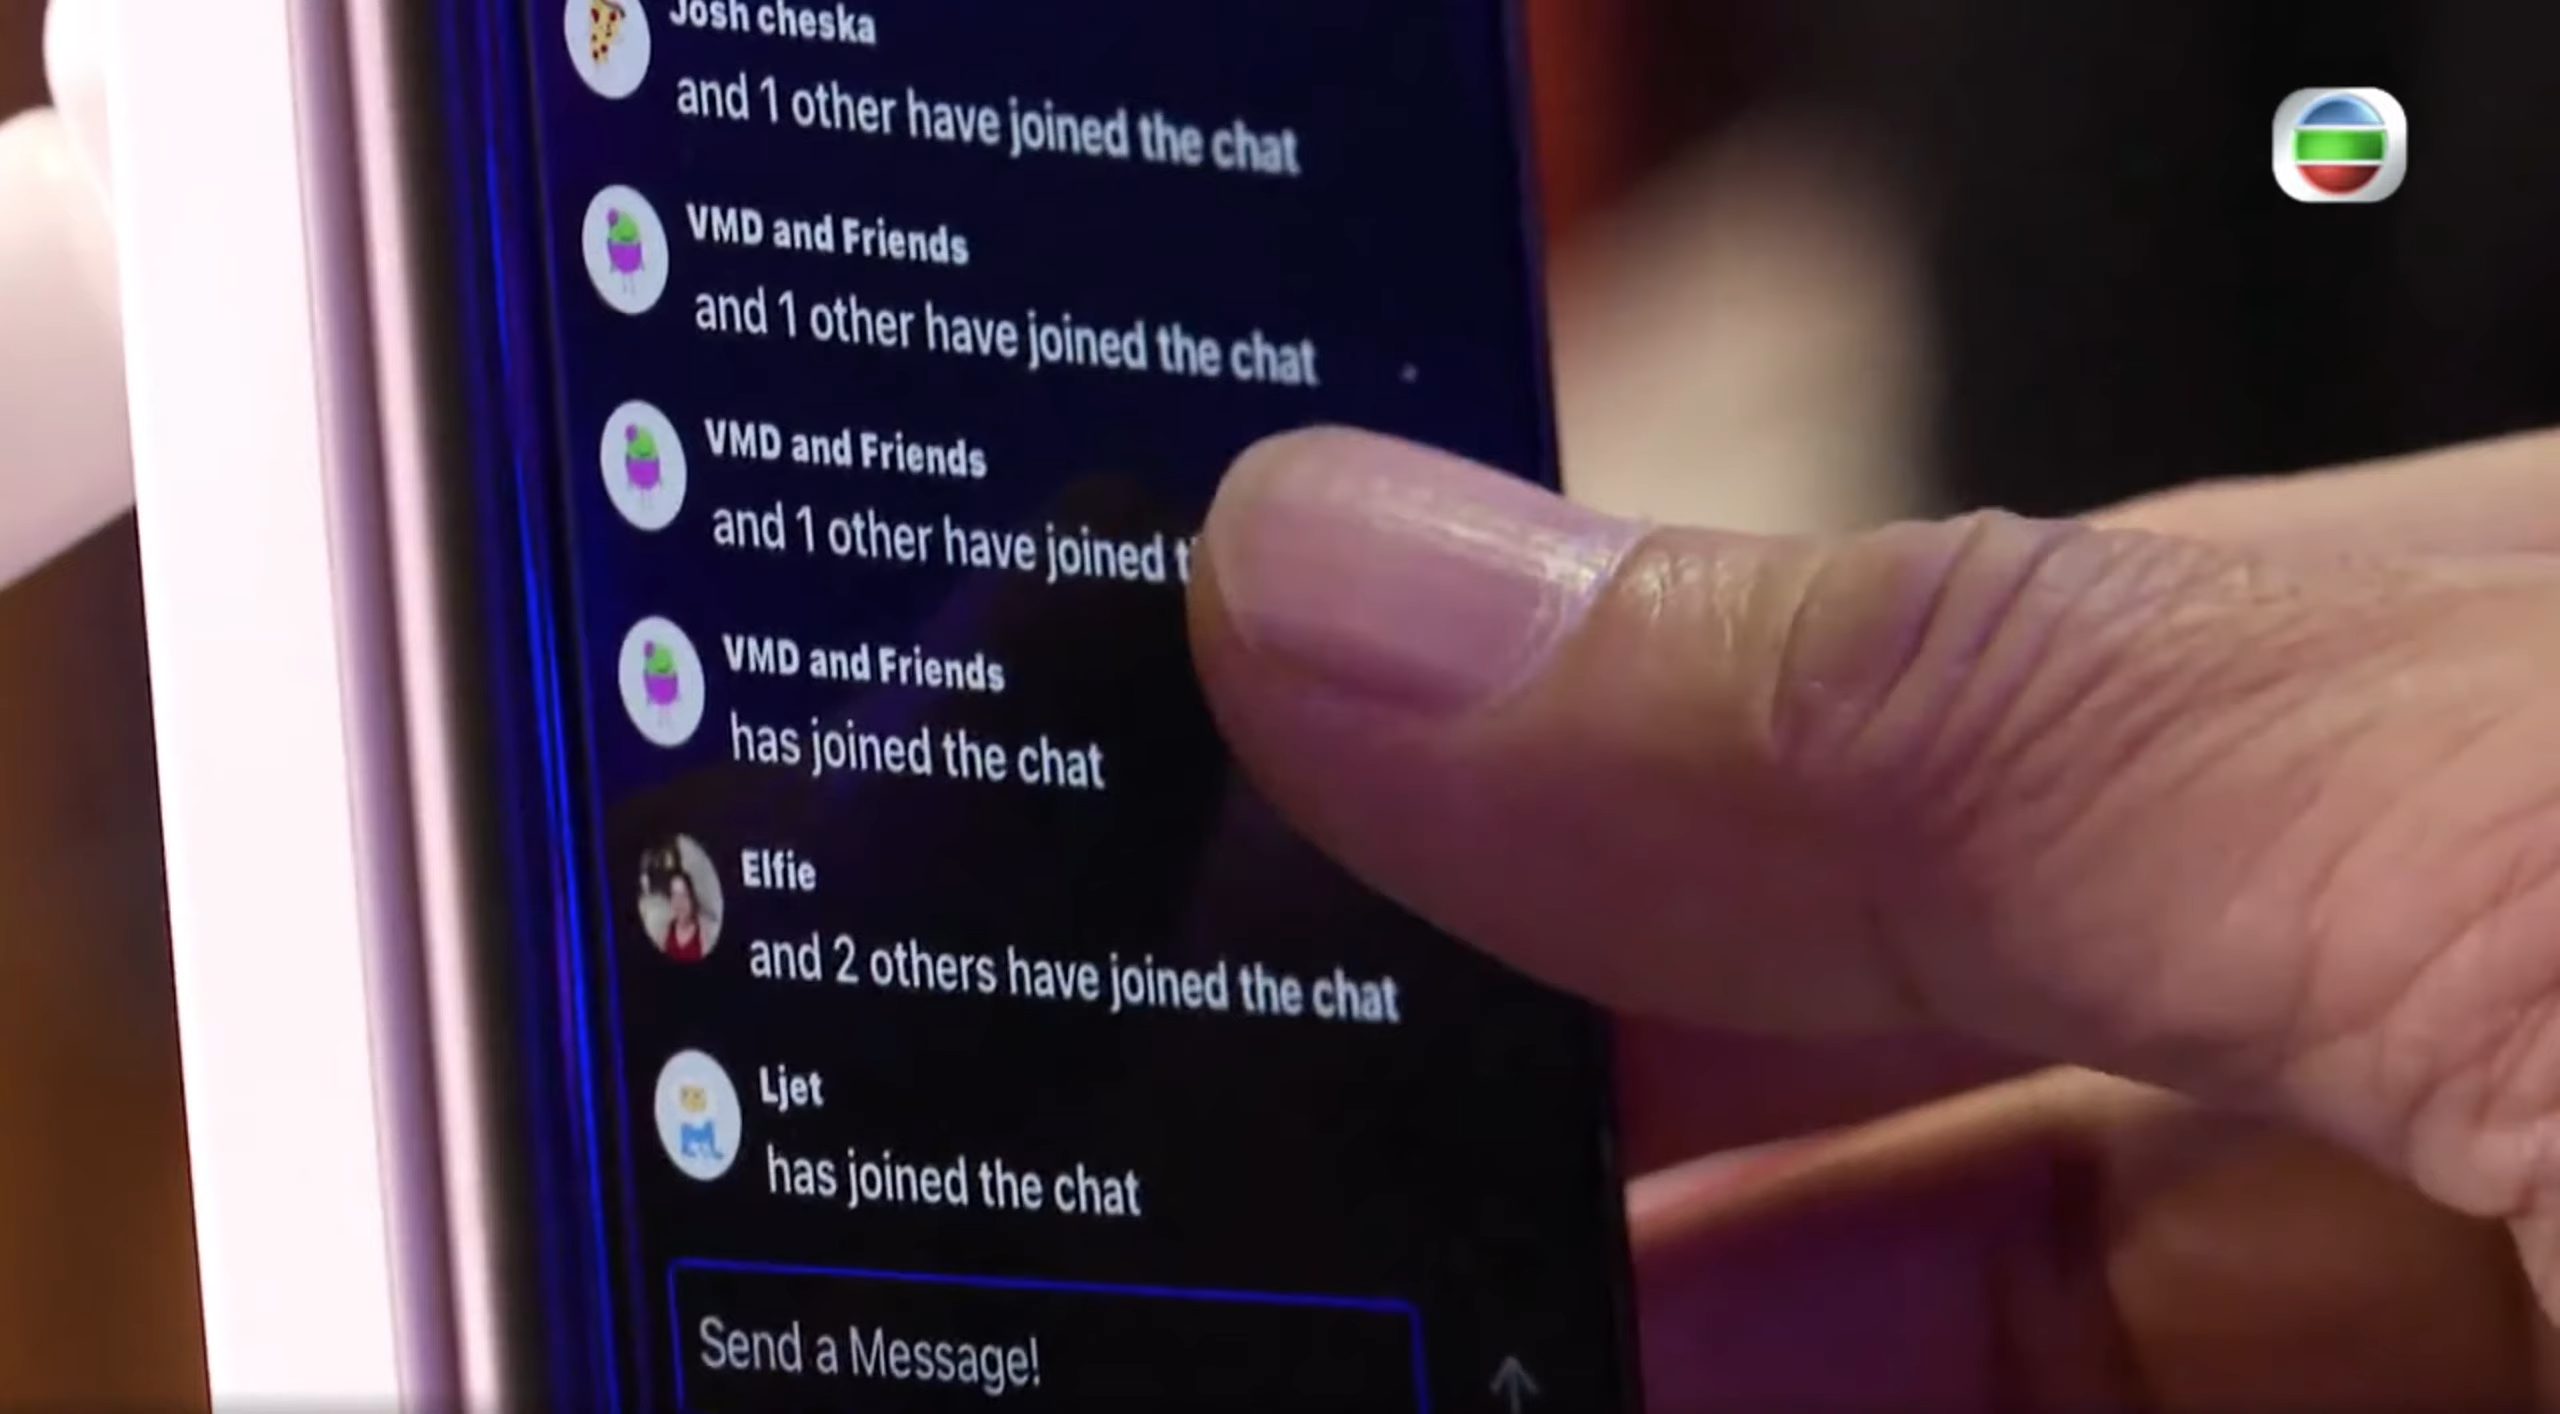 Josh cheska
and 1 other have joined the chat
VMD and Friends
and 1 other have joined the chat
VMD and Friends
and 1 other have joined
VMD and Friends
has joined the chat
Elfie
and 2 others have joined the chat
Ljet
has joined the chat
Send a Message!